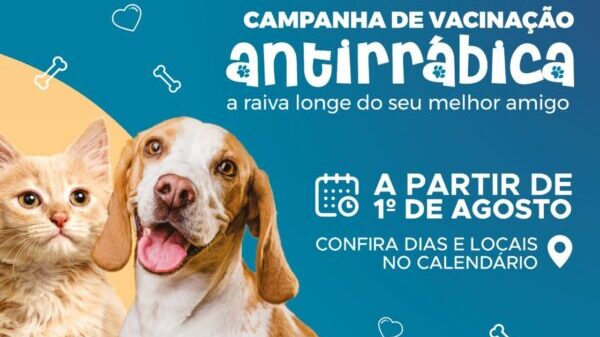 CAMPANHA DE VACINAÇÃO
antirrábica
a raiva longe do seu melhor amigo
A PARTIR DE
1º DE AGOSTO
CONFIRA DIAS E LOCAIS
NO CALENDÁRIO